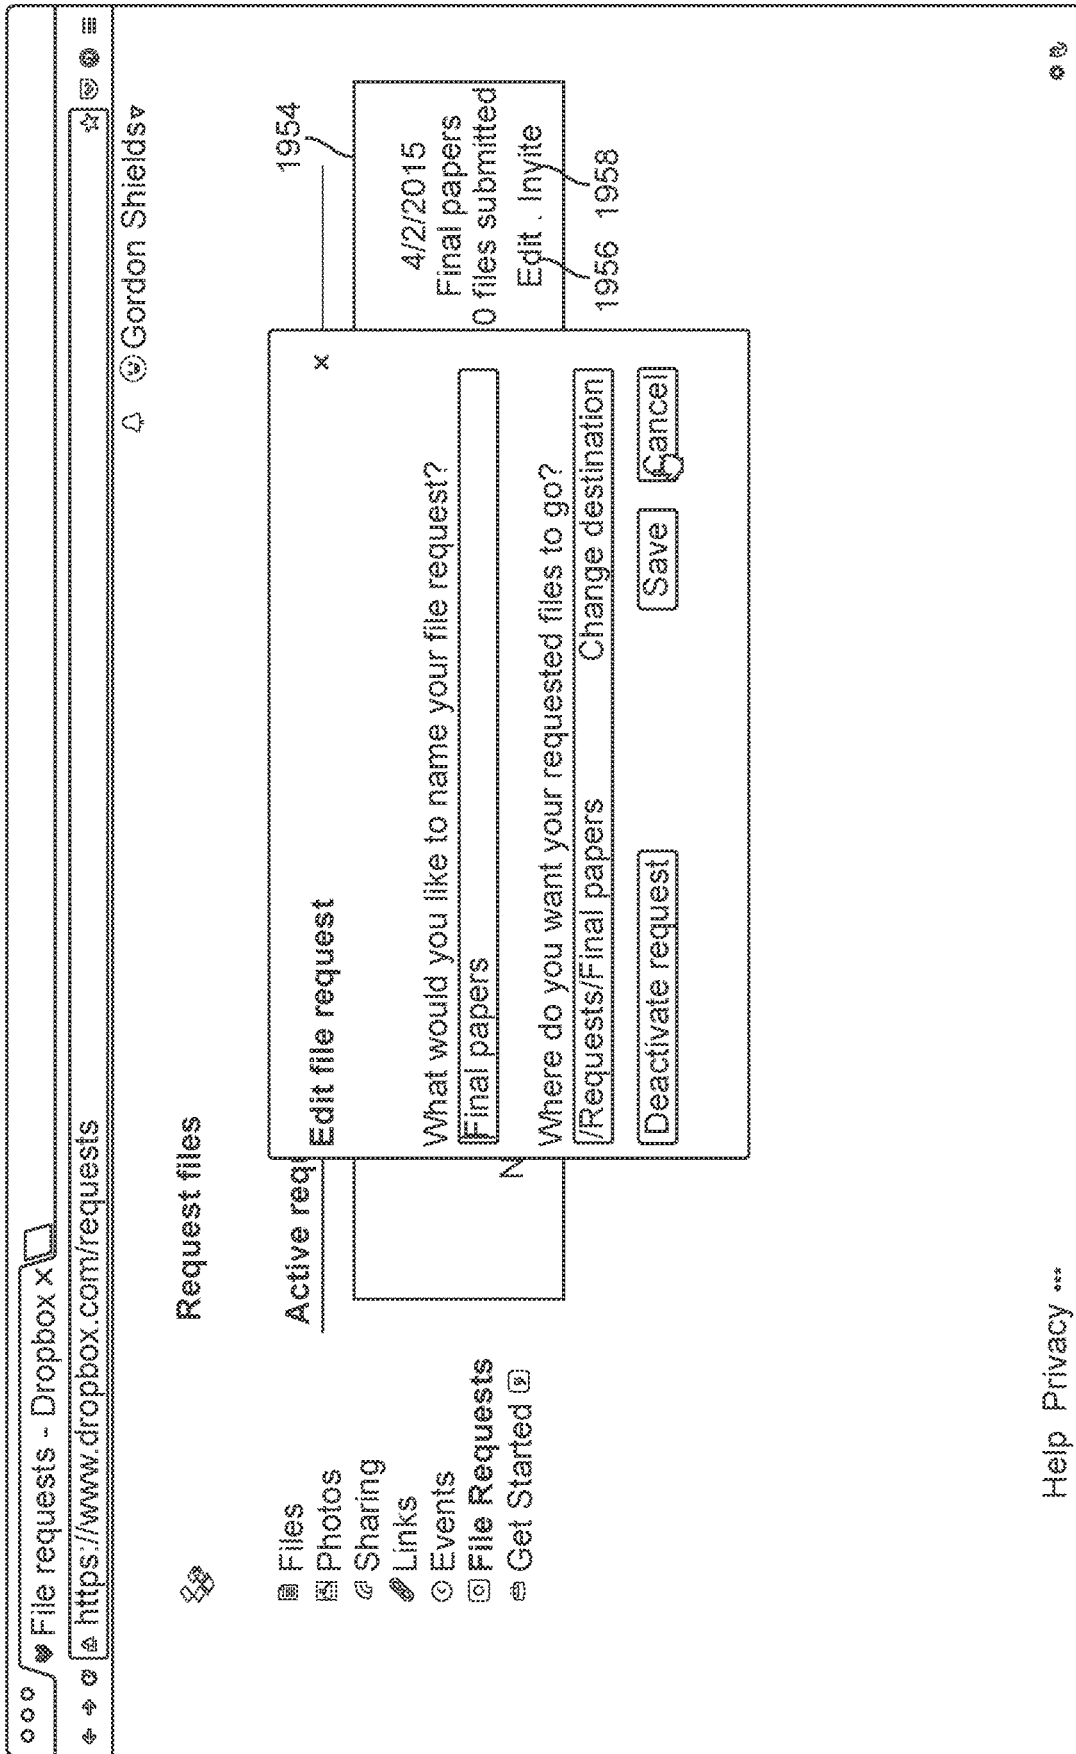 File requests - Dropbox x
https://www.dropbox.com/requests
Gordon Shields
Request files
Files
Photos
Sharing
Links
Events
File Requests
Get Started
Active req
1954
4/2/2015
Final papers
0 files submitted
Edit . Invite
1956 1958
N
Edit file request x
What would you like to name your file request?
Final papers
Where do you want your requested files to go?
/Requests/Final papers Change destination
Deactivate request Save Cancel
Help Privacy •••